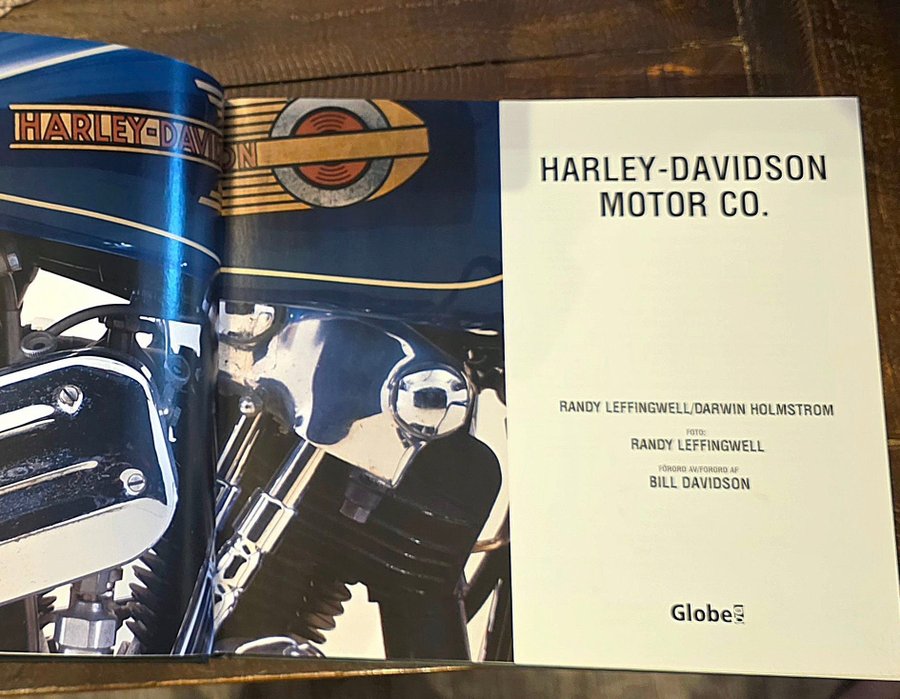 HARLEY-DAVIDSON
HARLEY-DAVIDSON
MOTOR CO.
RANDY LEFFINGWELL/DARWIN HOLMSTROM
FOTO:
RANDY LEFFINGWELL
FÖRORD AV/FORORD AF
BILL DAVIDSON
Globe